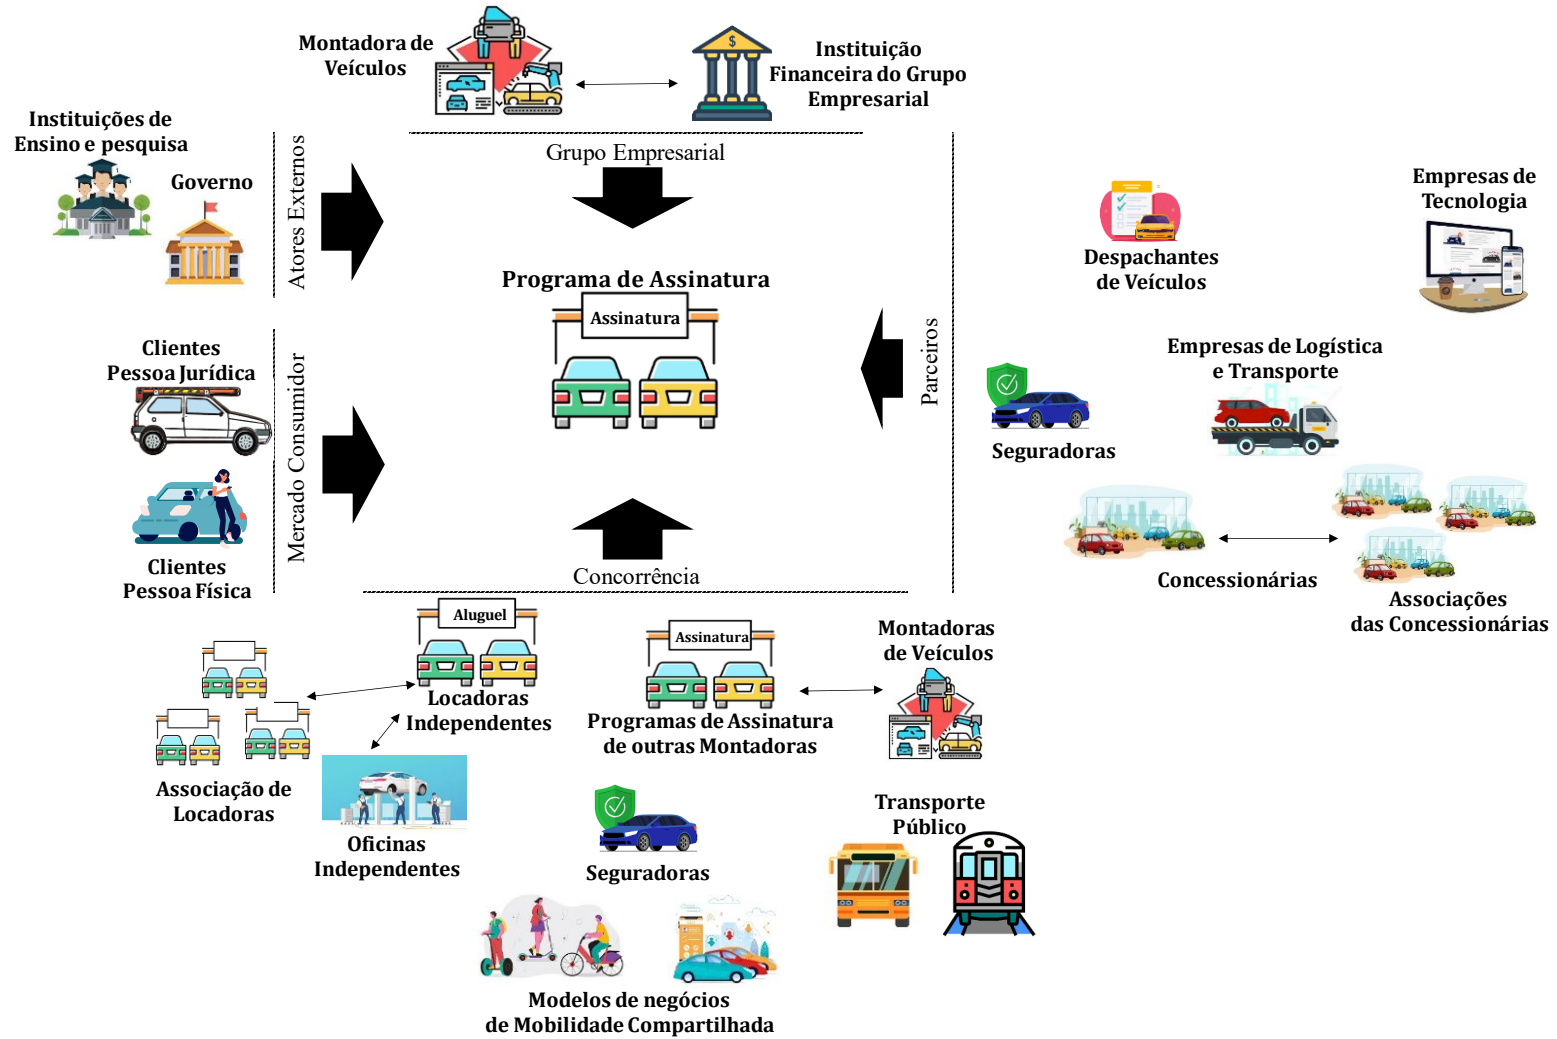 Montadora de
Veículos
Instituição
Financeira do Grupo
Empresarial
$
Instituições de
Ensino e pesquisa
Governo
Atores Externos
Grupo Empresarial
Programa de Assinatura
Assinatura
Parceiros
Despachantes
de Veículos
Empresas de
Tecnologia
Clientes
Pessoa Jurídica
Clientes
Pessoa Física
Mercado Consumidor
Empresas de Logística
e Transporte
Seguradoras
Concessionárias
Associações
das Concessionárias
Concorrência
Aluguel
Locadoras
Independentes
Associação de
Locadoras
Oficinas
Independentes
Assinatura
Programas de Assinatura
de outras Montadoras
Montadoras
de Veículos
Seguradoras
Transporte
Público
Modelos de negócios
de Mobilidade Compartilhada